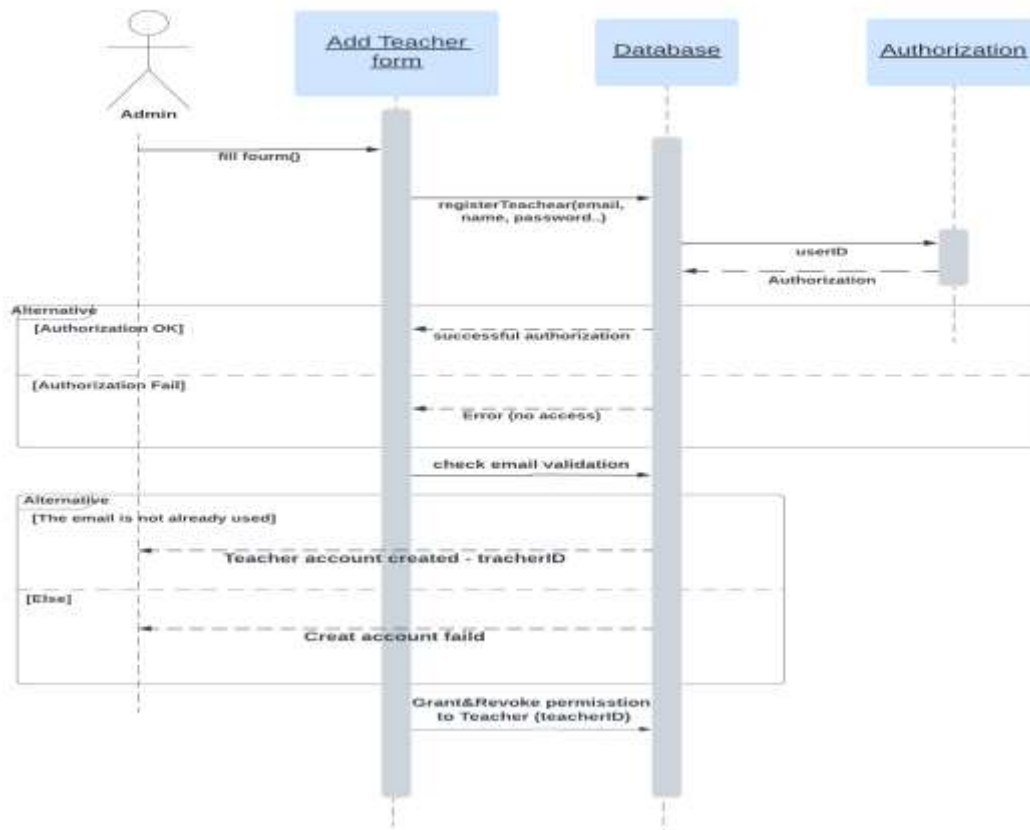 Add Teacher
form
Database
Authorization
Admin
fill fourm()
registerTeachear(email,
name, password..)
userID
Authorization
Alternative
[Authorization OK]
successful authorization
[Authorization Fail]
Error (no access)
check email validation
Alternative
[The email is not already used]
Teacher account created - tracherID
[Else]
Creat account faild
Grant&Revoke permisstion
to Teacher (teacherID)